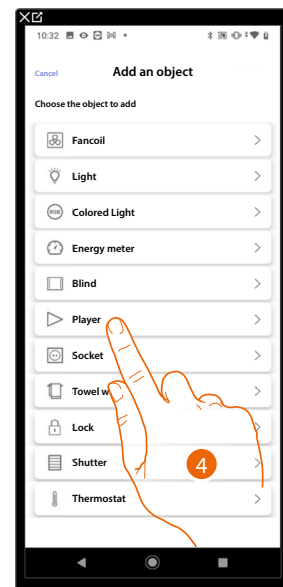 10:32
Cancel
Add an object
Choose the object to add
Fancoil
Light
RGB Colored Light
Energy meter
Blind
Player
Socket
Towel w
Lock
4
Shutter
Thermostat